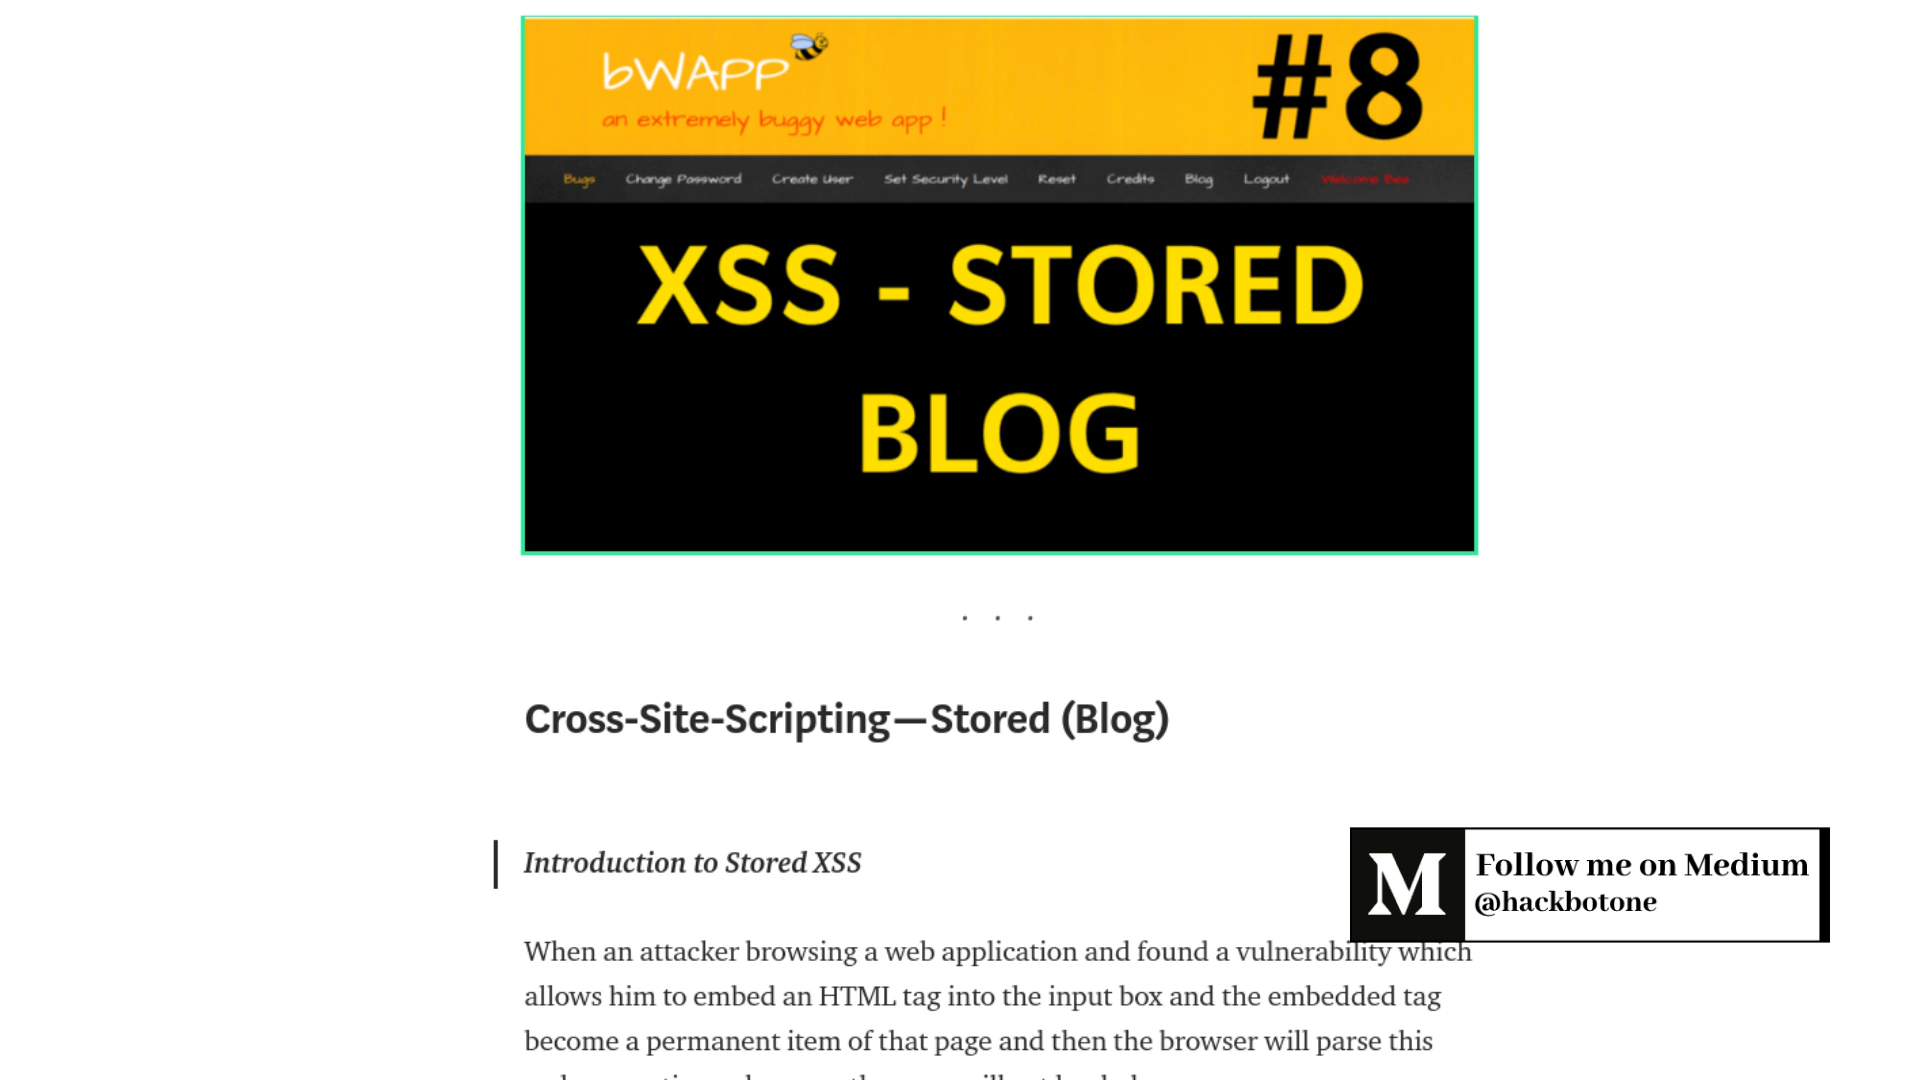 bWAPP
an extremely buggy web app !
#8
Bugs Change Password Create User Set Security Level Reset Credits Blog Logout Welcome Bee
XSS - STORED
BLOG
. . .
Cross-Site-Scripting — Stored (Blog)
Introduction to Stored XSS
M
Follow me on Medium
@hackbotone
When an attacker browsing a web application and found a vulnerability which
allows him to embed an HTML tag into the input box and the embedded tag
become a permanent item of that page and then the browser will parse this